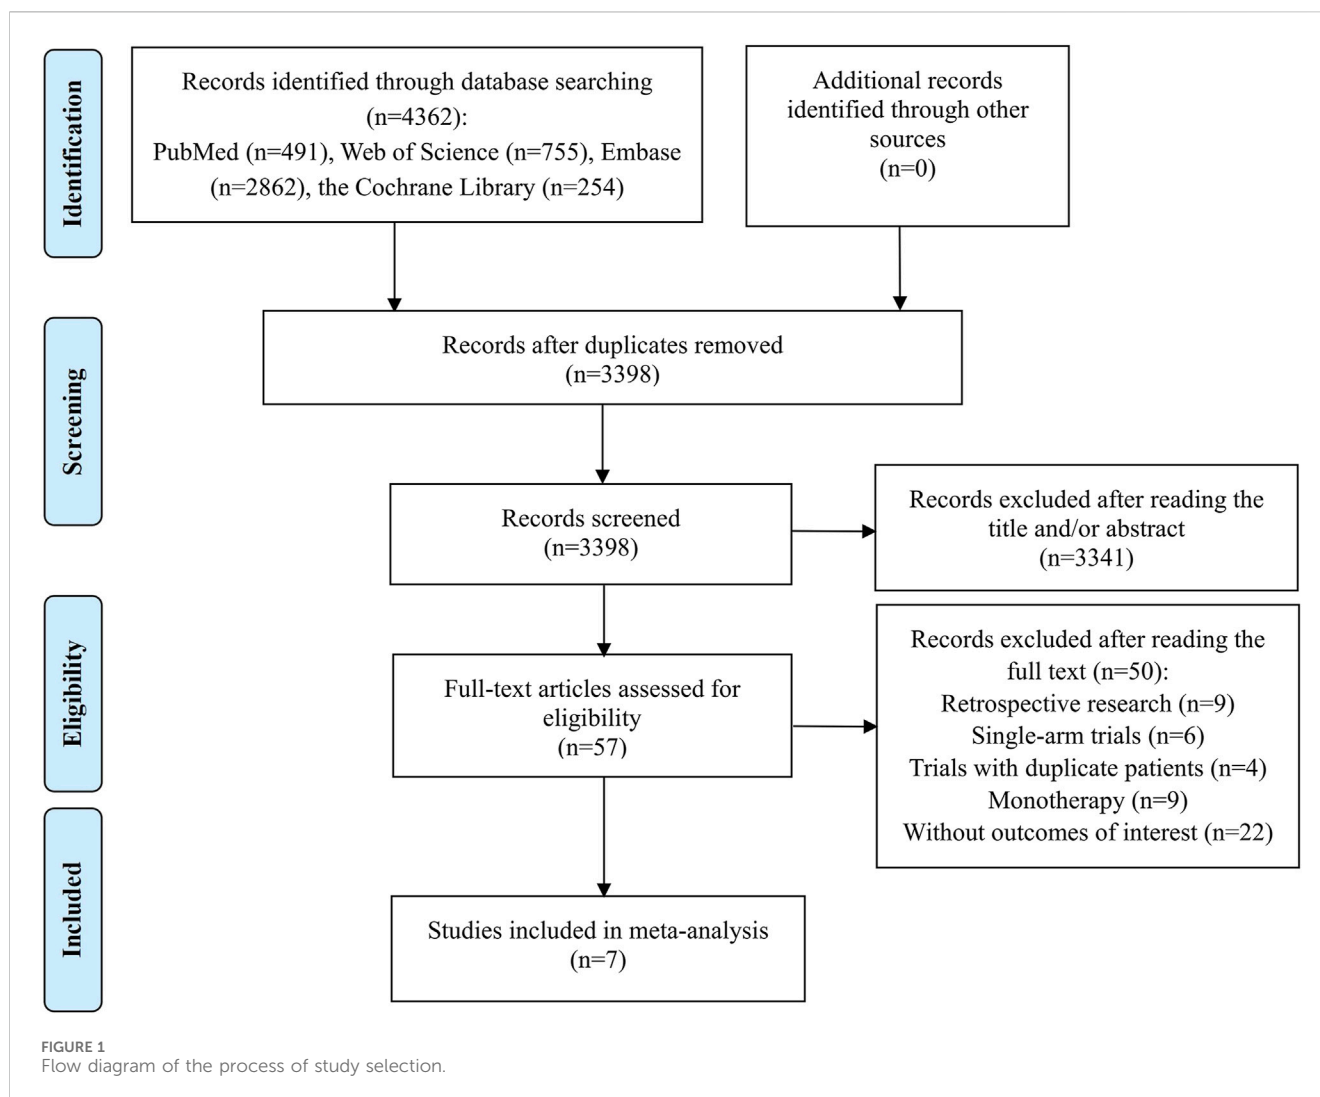 Identification
Records identified through database searching
(n=4362):
PubMed (n=491), Web of Science (n=755), Embase
(n=2862), the Cochrane Library (n=254)
Additional records
identified through other
sources
(n=0)
Screening
Records after duplicates removed
(n=3398)
Records screened
(n=3398)
Records excluded after reading the
title and/or abstract
(n=3341)
Eligibility
Full-text articles assessed for
eligibility
(n=57)
Records excluded after reading the
full text (n=50):
Retrospective research (n=9)
Single-arm trials (n=6)
Trials with duplicate patients (n=4)
Monotherapy (n=9)
Without outcomes of interest (n=22)
Included
Studies included in meta-analysis
(n=7)
FIGURE 1
Flow diagram of the process of study selection.